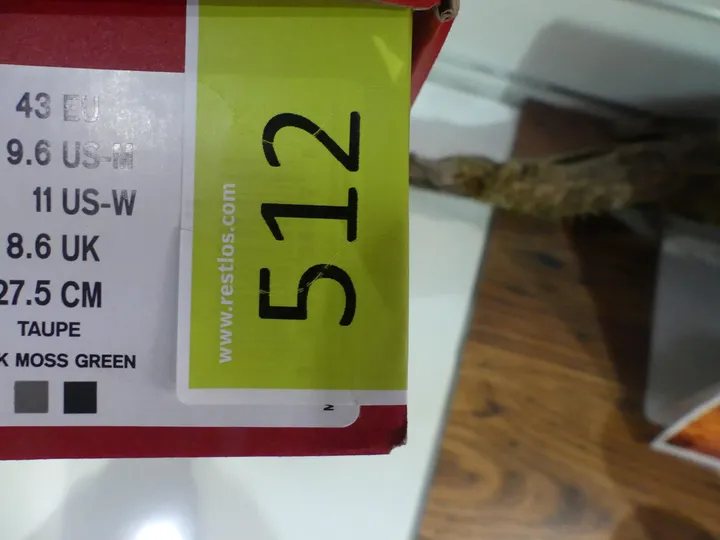 43 EU
9.6 US-M
11 US-W
8.6 UK
27.5 CM
TAUPE
K MOSS GREEN
www.restlos.com
512
N